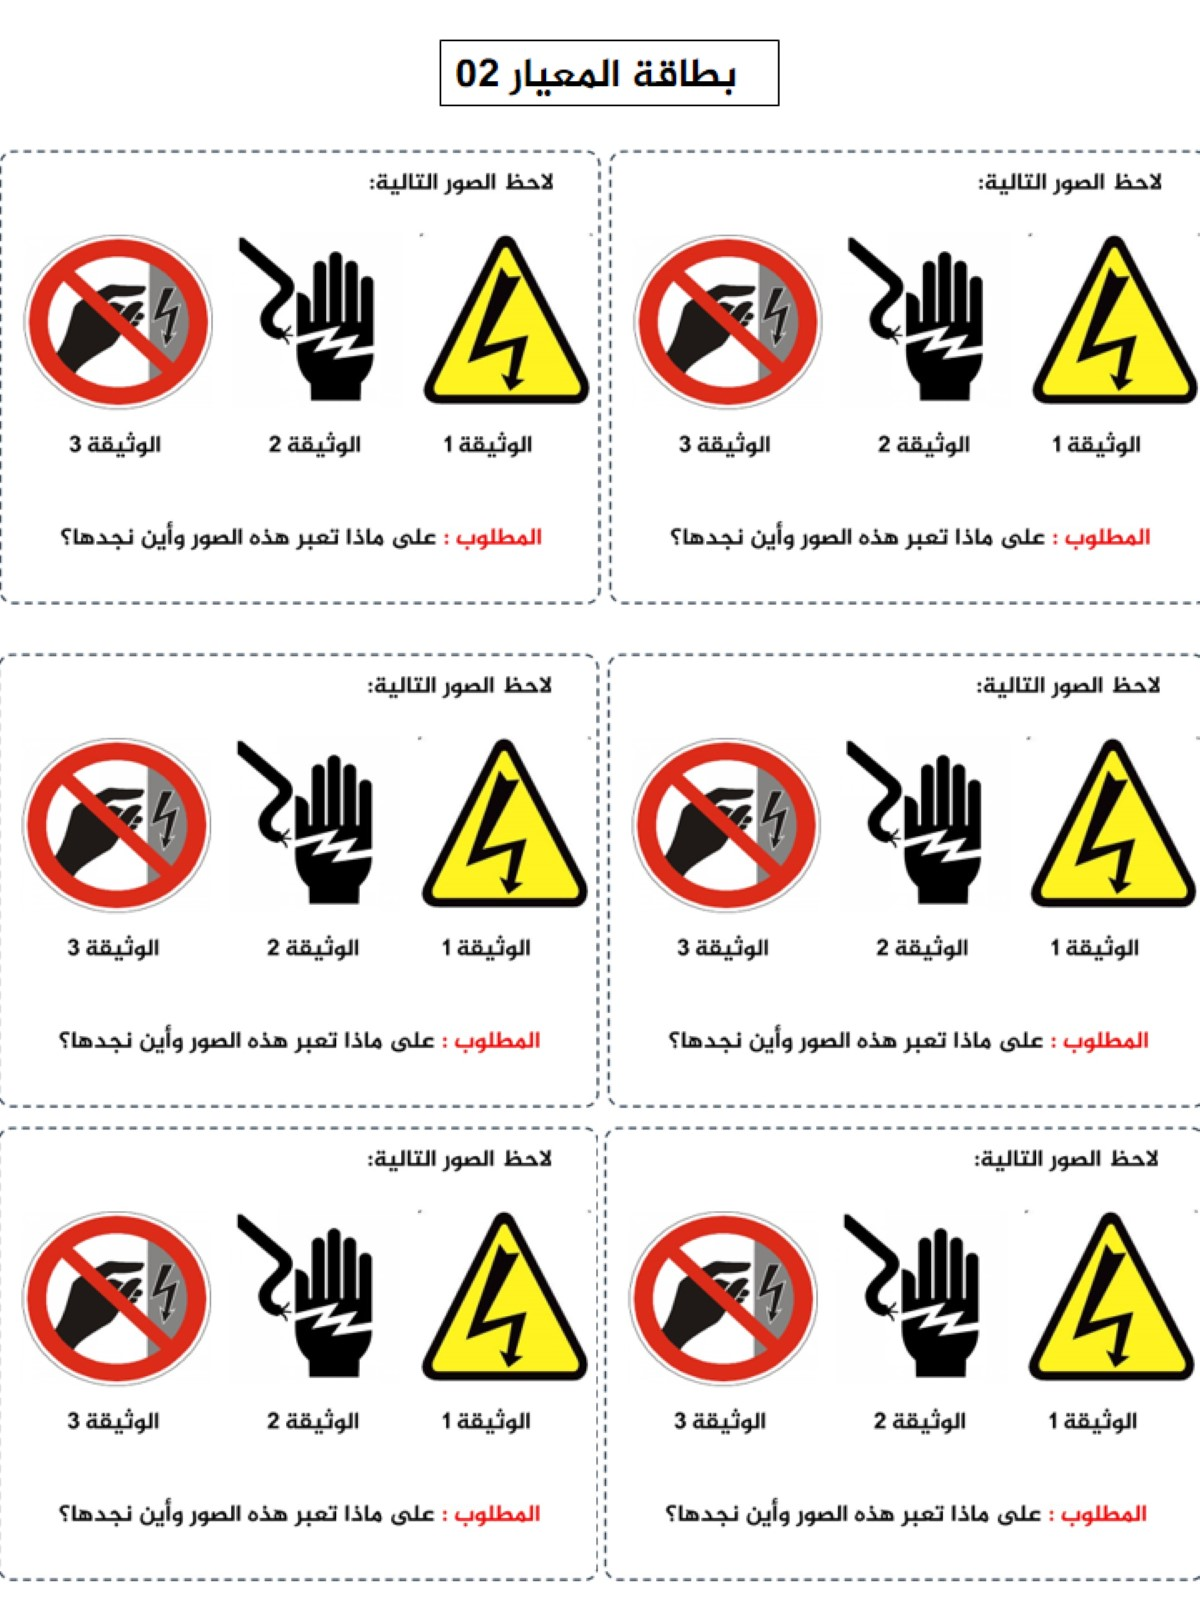 بطاقة المعيار 02
لاحظ الصور التالية:
الوثيقة 1 الوثيقة 2 الوثيقة 3
المطلوب : على ماذا تعبر هذه الصور وأين نجدها؟
لاحظ الصور التالية:
الوثيقة 1 الوثيقة 2 الوثيقة 3
المطلوب : على ماذا تعبر هذه الصور وأين نجدها؟
لاحظ الصور التالية:
الوثيقة 1 الوثيقة 2 الوثيقة 3
المطلوب : على ماذا تعبر هذه الصور وأين نجدها؟
لاحظ الصور التالية:
الوثيقة 1 الوثيقة 2 الوثيقة 3
المطلوب : على ماذا تعبر هذه الصور وأين نجدها؟
لاحظ الصور التالية:
الوثيقة 1 الوثيقة 2 الوثيقة 3
المطلوب : على ماذا تعبر هذه الصور وأين نجدها؟
لاحظ الصور التالية:
الوثيقة 1 الوثيقة 2 الوثيقة 3
المطلوب : على ماذا تعبر هذه الصور وأين نجدها؟